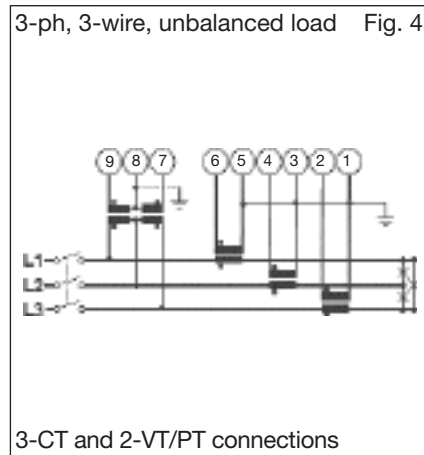 3-ph, 3-wire, unbalanced load Fig. 4
9 8 7 6 5 4 3 2 1
L1
L2
L3
3-CT and 2-VT/PT connections